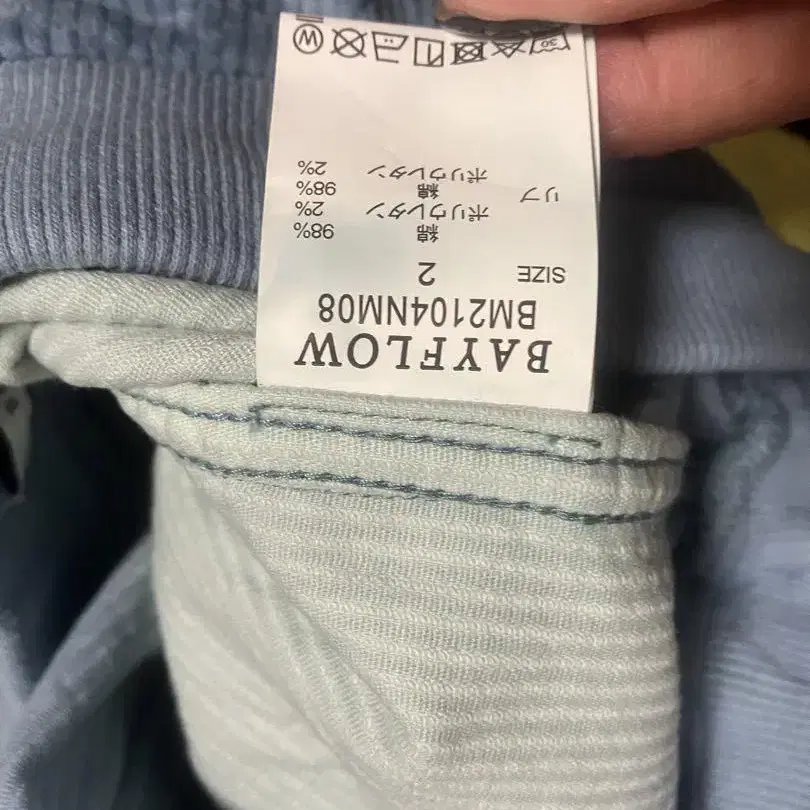 BAYFLOW
BM2104NM08
SIZE 2
綿 98%
ポリウレタン 2%
リブ 綿 98%
ポリウレタン 2%
30
W